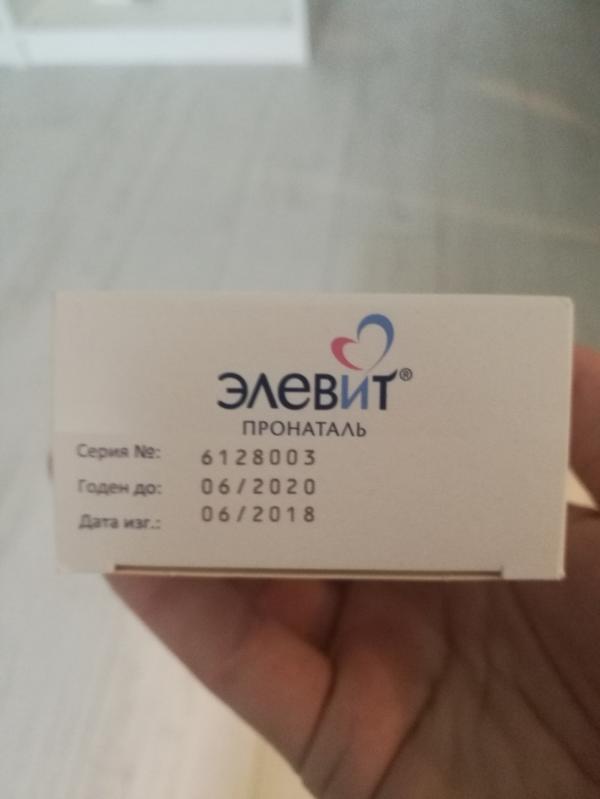 ЭЛЕВИТ®
ПРОНАТАЛЬ
Серия №: 6128003
Годен до: 06/2020
Дата изг.: 06/2018